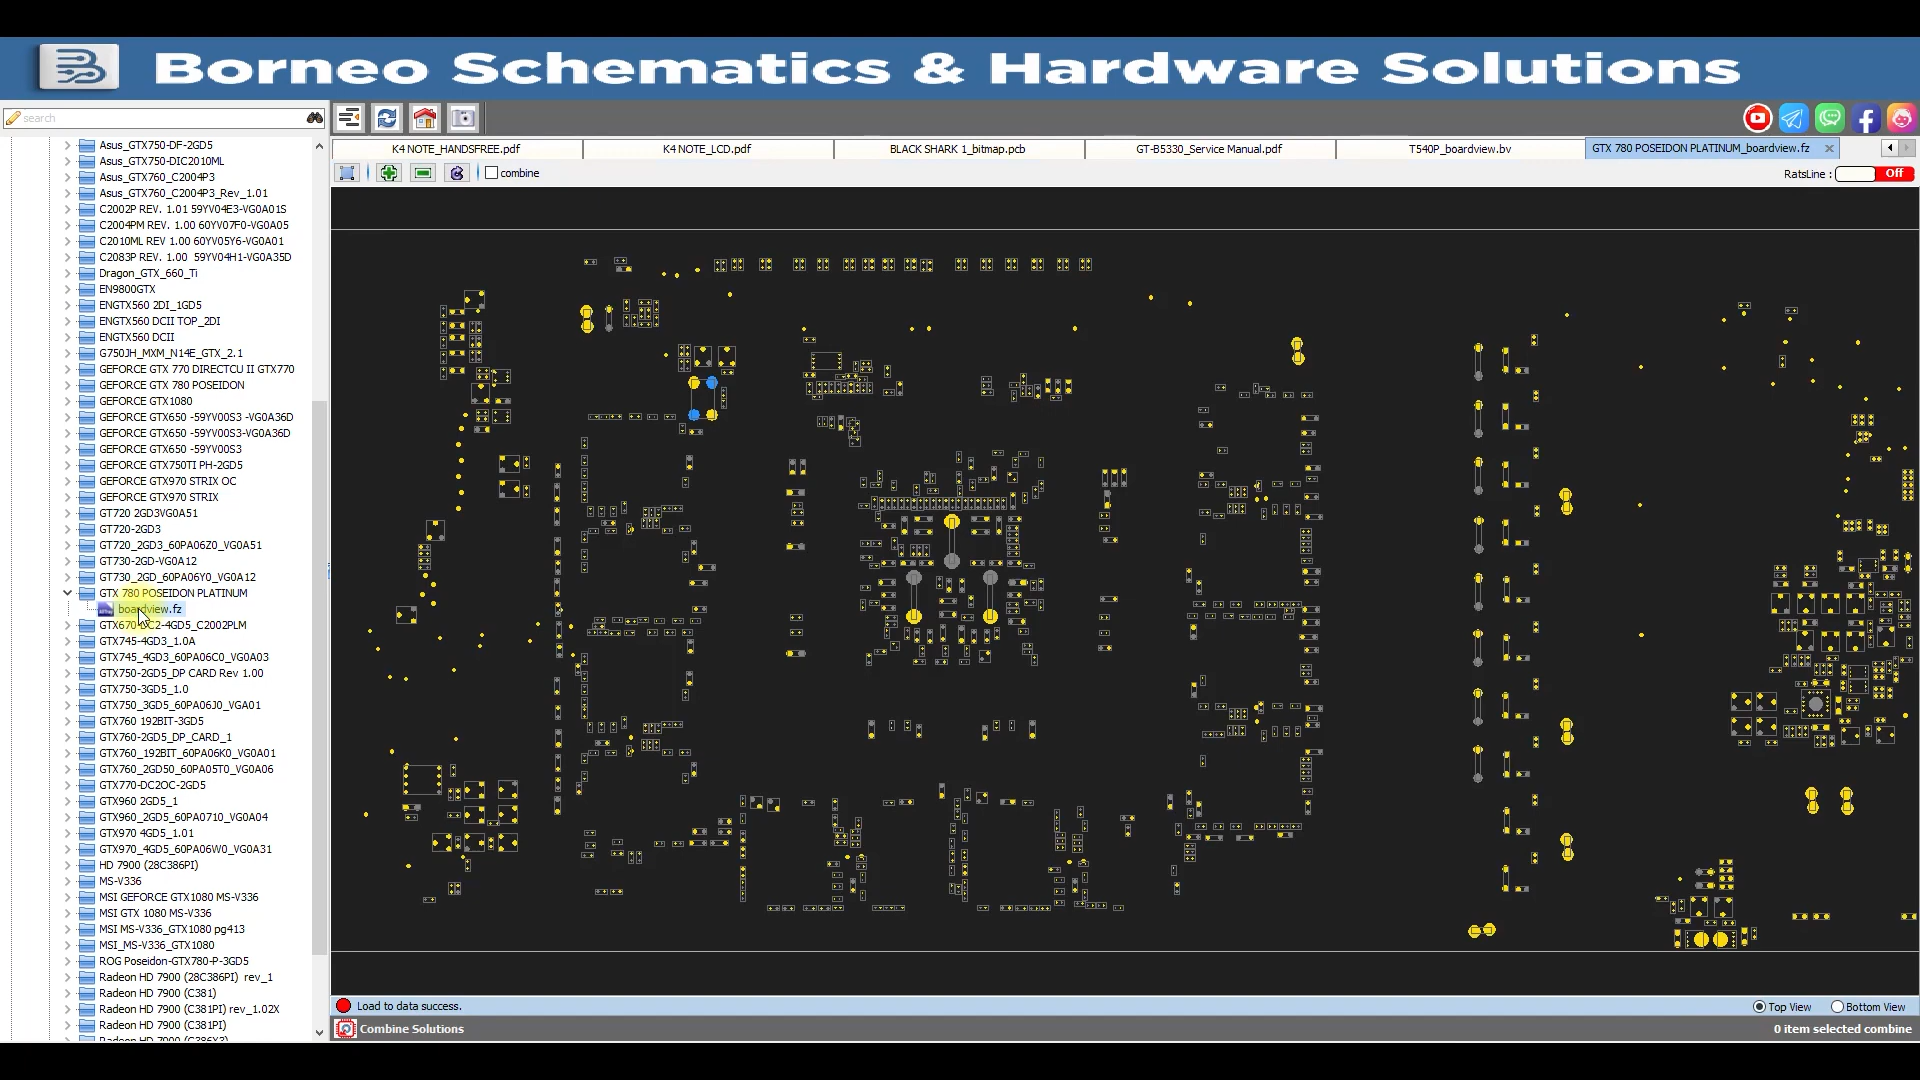 Borneo Schematics & Hardware Solutions
search
K4 NOTE_HANDSFREE.pdf
K4 NOTE_LCD.pdf
BLACK SHARK 1_bitmap.pcb
GT-B5330_Service Manual.pdf
T540P_boardview.bv
GTX 780 POSEIDON PLATINUM_boardview.fz
combine
RatsLine :
Off
Asus_GTX750-DF-2GD5
Asus_GTX750-DIC2010ML
Asus_GTX760_C2004P3
Asus_GTX760_C2004P3_Rev_1.01
C2002P REV. 1.01 59YV04E3-VG0A01S
C2004PM REV. 1.00 60YV07F0-VG0A05
C2010ML REV 1.00 60YV05Y6-VG0A01
C2083P REV. 1.00  59YV04H1-VG0A35D
Dragon_GTX_660_Ti
EN9800GTX
ENGTX560 2DI_1GD5
ENGTX560 DCII TOP_2DI
ENGTX560 DCII
G750JH_MXM_N14E_GTX_2.1
GEFORCE GTX 770 DIRECTCU II GTX770
GEFORCE GTX 780 POSEIDON
GEFORCE GTX1080
GEFORCE GTX650 -59YV00S3 -VG0A36D
GEFORCE GTX650 -59YV00S3-VG0A36D
GEFORCE GTX650 -59YV00S3
GEFORCE GTX750TI PH-2GD5
GEFORCE GTX970 STRIX OC
GEFORCE GTX970 STRIX
GT720 2GD3VG0A51
GT720-2GD3
GT720_2GD3_60PA06Z0_VG0A51
GT730-2GD-VG0A12
GT730_2GD_60PA06Y0_VG0A12
GTX 780 POSEIDON PLATINUM
boardview.fz
GTX670-DC2-4GD5_C2002PLM
GTX745-4GD3_1.0A
GTX745_4GD3_60PA06C0_VG0A03
GTX750-2GD5_DP CARD Rev 1.00
GTX750-3GD5_1.0
GTX750_3GD5_60PA06J0_VGA01
GTX760 192BIT-3GD5
GTX760-2GD5_DP_CARD_1
GTX760_192BIT_60PA06K0_VG0A01
GTX760_2GD50_60PA05T0_VG0A06
GTX770-DC2OC-2GD5
GTX960 2GD5_1
GTX960_2GD5_60PA0710_VG0A04
GTX970 4GD5_1.01
GTX970_4GD5_60PA06W0_VG0A31
HD 7900 (28C386PI)
MS-V336
MSI GEFORCE GTX1080 MS-V336
MSI GTX 1080 MS-V336
MSI MS-V336_GTX1080 pg413
MSI_MS-V336_GTX1080
ROG Poseidon-GTX780-P-3GD5
Radeon HD 7900 (28C386PI)  rev_1
Radeon HD 7900 (C381)
Radeon HD 7900 (C381PI) rev_1.02X
Radeon HD 7900 (C381PI)
Load to data success.
Top View
Bottom View
Combine Solutions
0 item selected combine